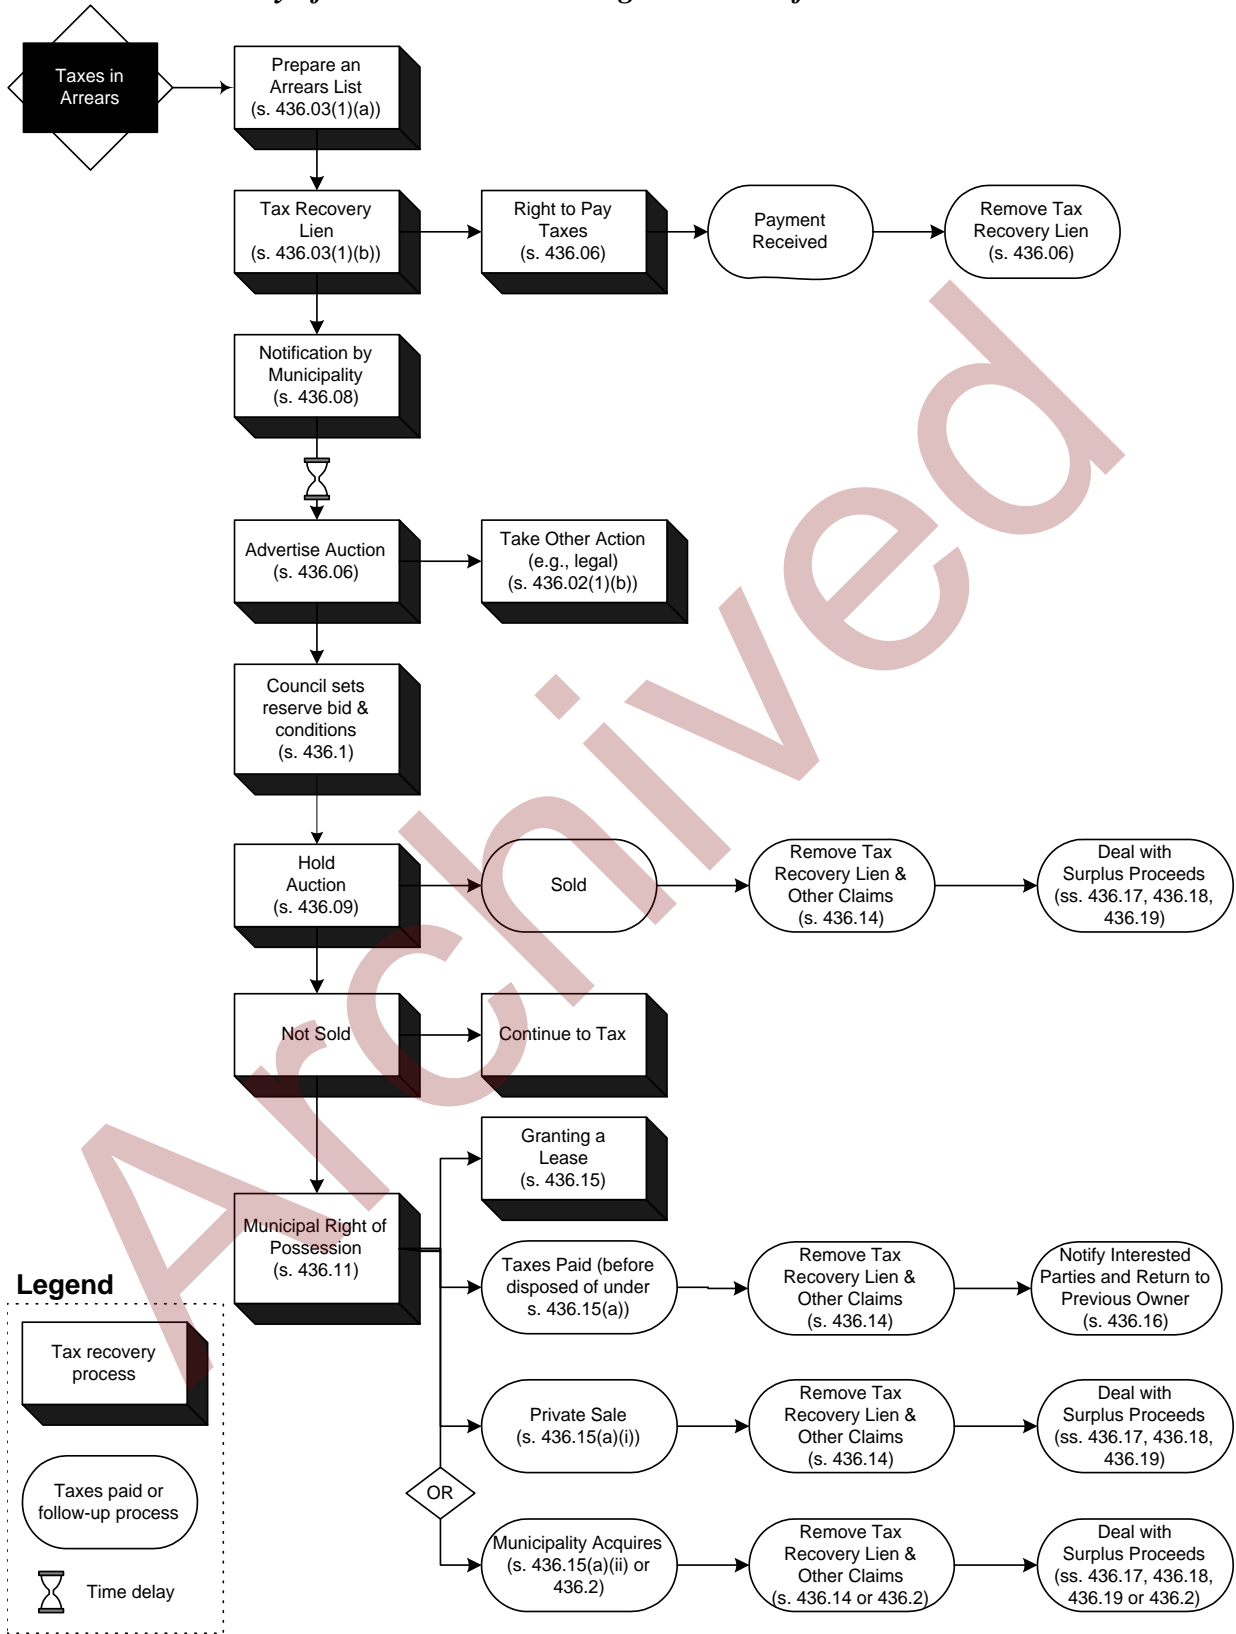 Taxes in
Arrears
Prepare an
Arrears List
(s. 436.03(1)(a))
Tax Recovery
Lien
(s. 436.03(1)(b))
Right to Pay
Taxes
(s. 436.06)
Payment
Received
Remove Tax
Recovery Lien
(s. 436.06)
Notification by
Municipality
(s. 436.08)
Advertise Auction
(s. 436.06)
Take Other Action
(e.g., legal)
(s. 436.02(1)(b))
Council sets
reserve bid &
conditions
(s. 436.1)
Hold
Auction
(s. 436.09)
Sold
Remove Tax
Recovery Lien &
Other Claims
(s. 436.14)
Deal with
Surplus Proceeds
(ss. 436.17, 436.18,
436.19)
Not Sold
Continue to Tax
Granting a
Lease
(s. 436.15)
Municipal Right of
Possession
(s. 436.11)
Taxes Paid (before
disposed of under
s. 436.15(a))
Remove Tax
Recovery Lien &
Other Claims
(s. 436.14)
Notify Interested
Parties and Return to
Previous Owner
(s. 436.16)
Private Sale
(s. 436.15(a)(i))
Remove Tax
Recovery Lien &
Other Claims
(s. 436.14)
Deal with
Surplus Proceeds
(ss. 436.17, 436.18,
436.19)
OR
Municipality Acquires
(s. 436.15(a)(ii) or
436.2)
Remove Tax
Recovery Lien &
Other Claims
(s. 436.14 or 436.2)
Deal with
Surplus Proceeds
(ss. 436.17, 436.18,
436.19 or 436.2)
Legend
Tax recovery
process
Taxes paid or
follow-up process
Time delay
Archived